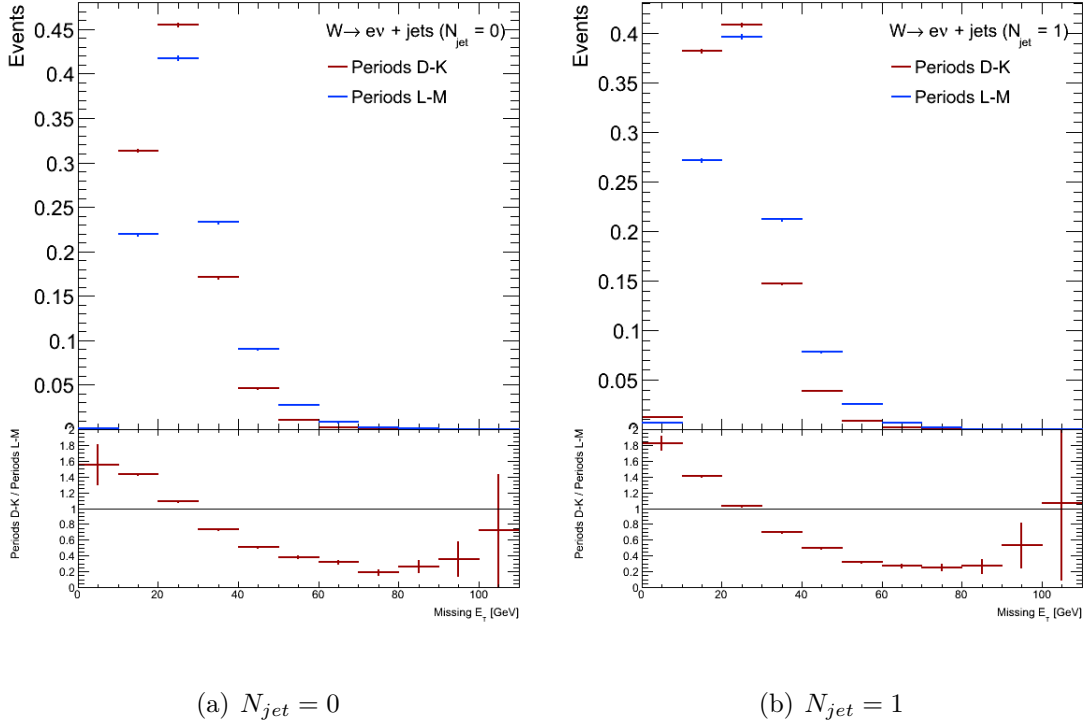 Events
0.45
0.4
0.35
0.3
0.25
0.2
0.15
0.1
0.05
W→ eν + jets (N_jet = 0)
Periods D-K
Periods L-M
Periods D-K / Periods L-M
2
1.8
1.6
1.4
1.2
1
0.8
0.6
0.4
0.2
0
0 20 40 60 80 100
Missing E_T [GeV]
(a) N_jet = 0
Events
0.4
0.35
0.3
0.25
0.2
0.15
0.1
0.05
W→ eν + jets (N_jet = 1)
Periods D-K
Periods L-M
Periods D-K / Periods L-M
2
1.8
1.6
1.4
1.2
1
0.8
0.6
0.4
0.2
0
0 20 40 60 80 100
Missing E_T [GeV]
(b) N_jet = 1